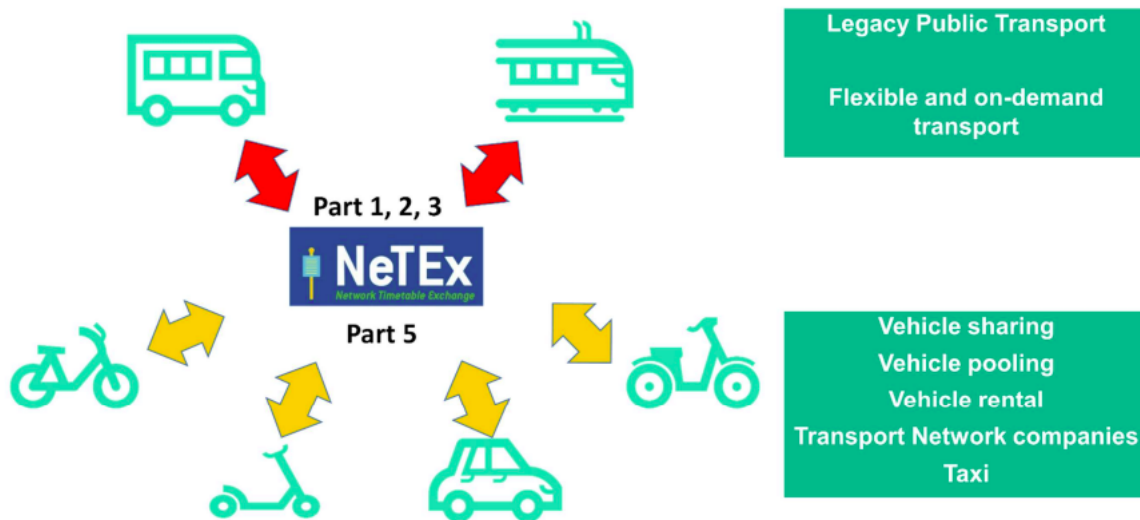 Legacy Public Transport
Flexible and on-demand
transport
Part 1, 2, 3
NeTEx
Network Timetable Exchange
Part 5
Vehicle sharing
Vehicle pooling
Vehicle rental
Transport Network companies
Taxi